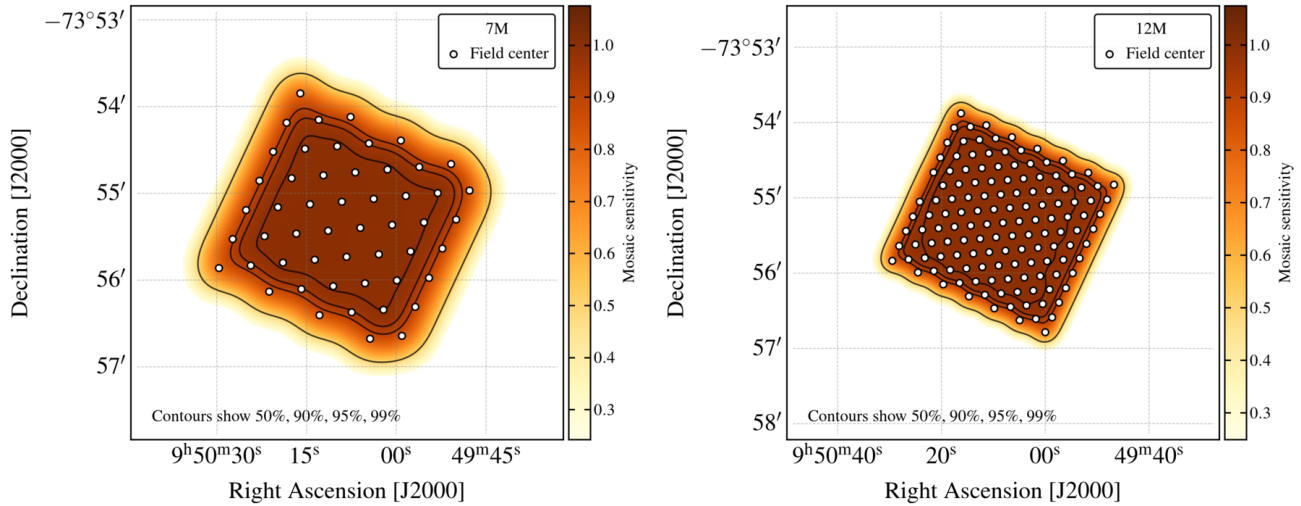 7M
Field center
−73°53′
54′
55′
56′
57′
Declination [J2000]
Contours show 50%, 90%, 95%, 99%
9ʰ50ᵐ30ˢ 15ˢ 00ˢ 49ᵐ45ˢ
Right Ascension [J2000]
1.0
0.9
0.8
0.7
0.6
0.5
0.4
0.3
Mosaic sensitivity
12M
Field center
−73°53′
54′
55′
56′
57′
58′
Declination [J2000]
Contours show 50%, 90%, 95%, 99%
9ʰ50ᵐ40ˢ 20ˢ 00ˢ 49ᵐ40ˢ
Right Ascension [J2000]
1.0
0.9
0.8
0.7
0.6
0.5
0.4
0.3
Mosaic sensitivity